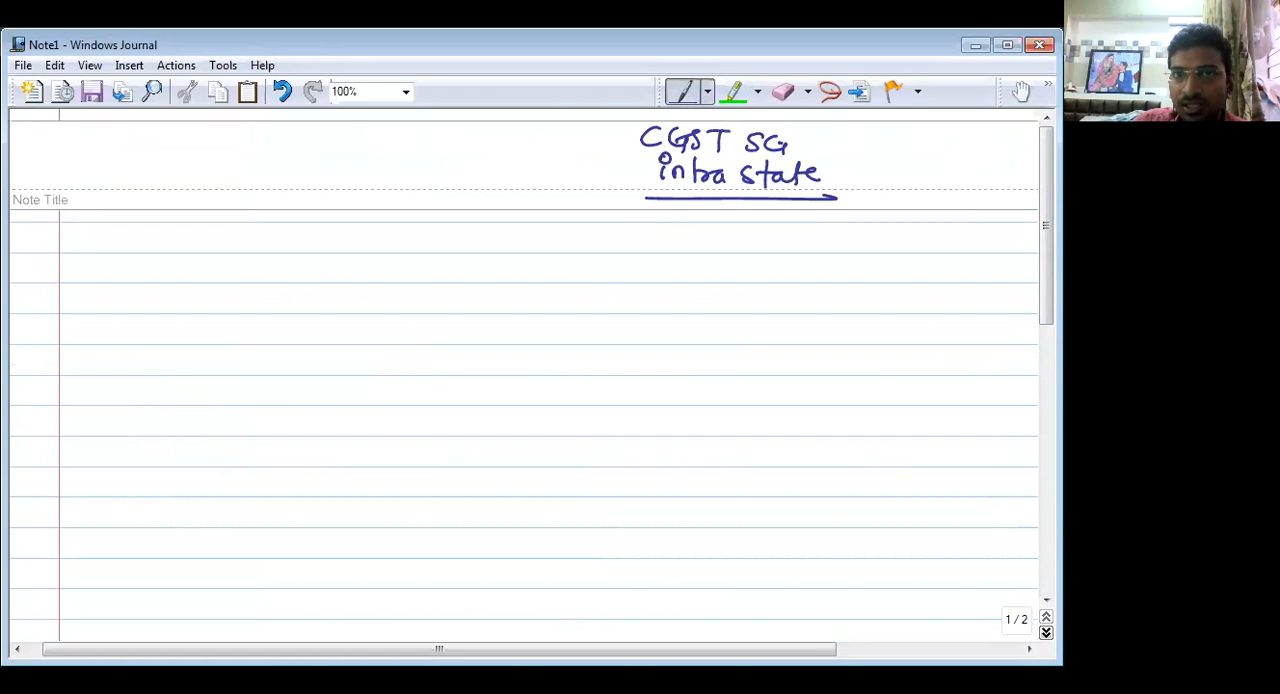 Note1 - Windows Journal
File Edit View Insert Actions Tools Help
100%
CGST SG
intra state
Note Title
1 / 2